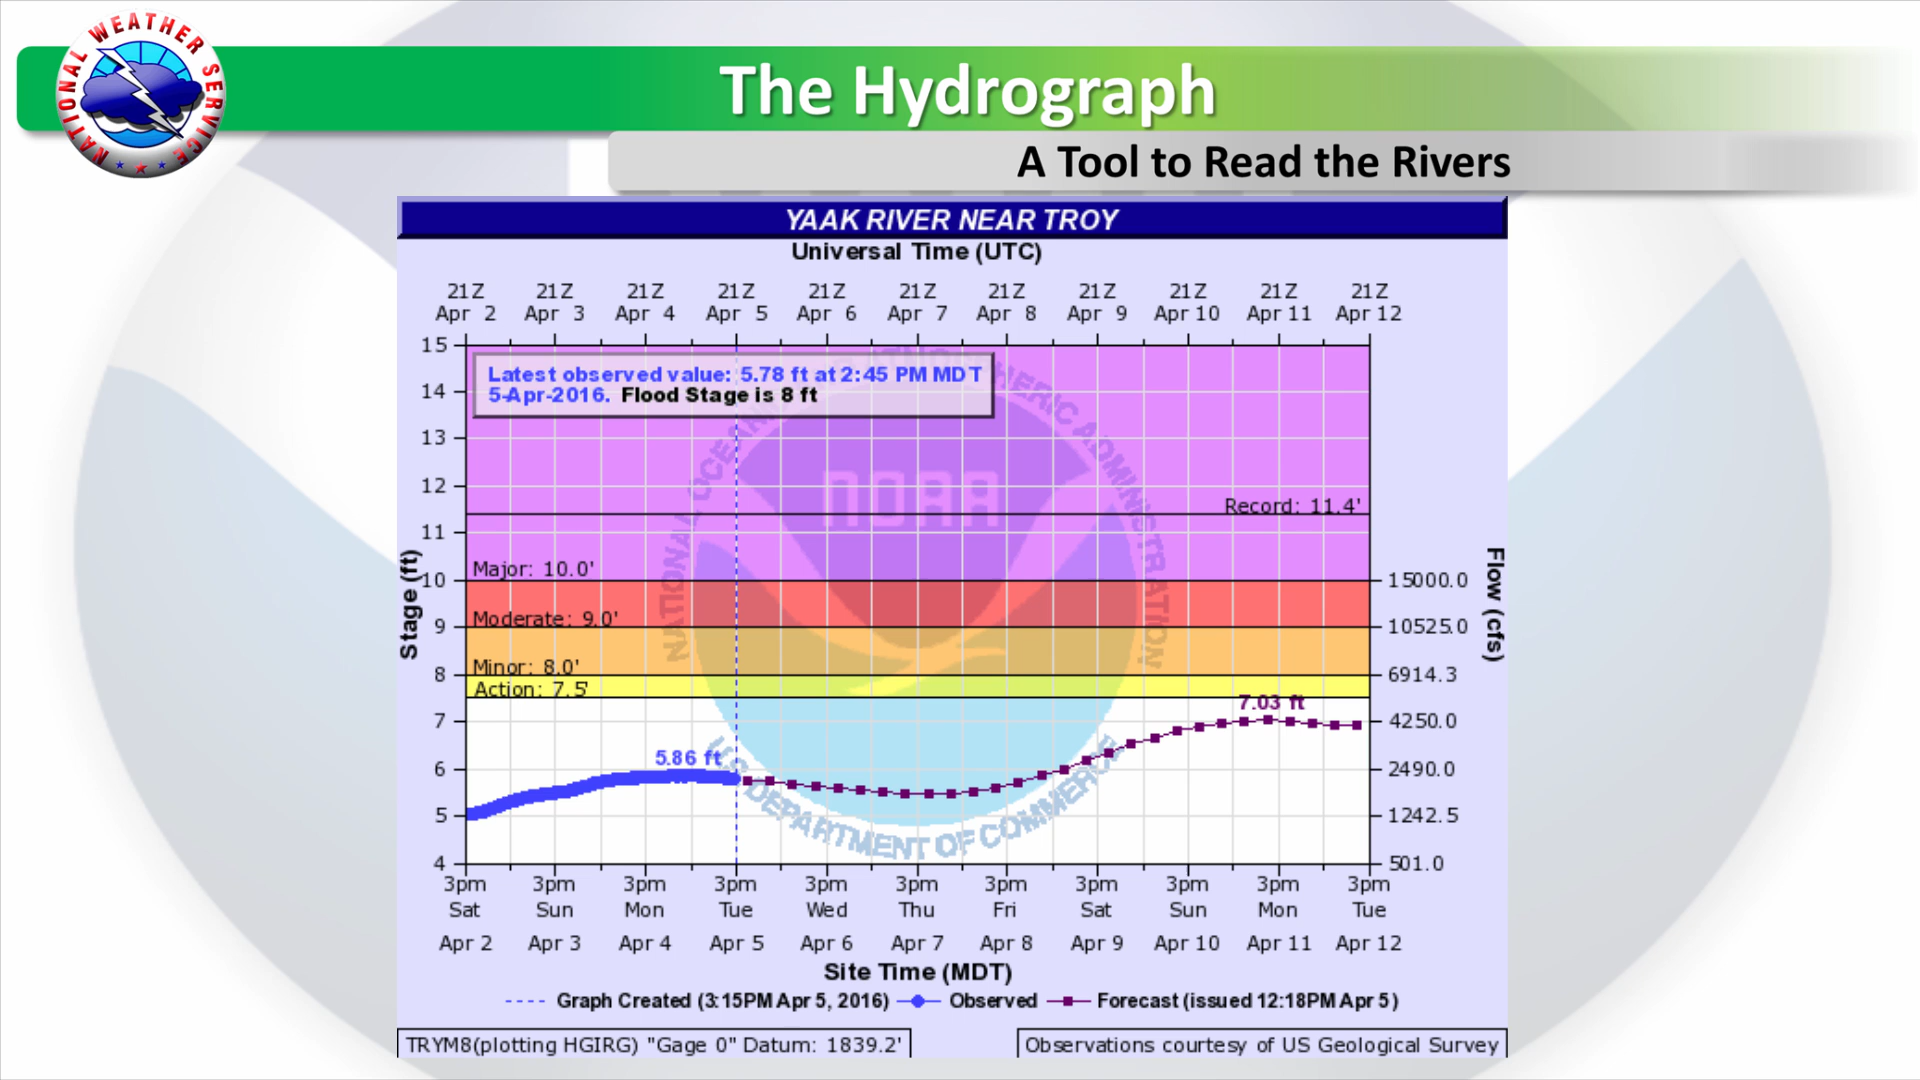 NATIONAL WEATHER SERVICE
The Hydrograph
A Tool to Read the Rivers
YAAK RIVER NEAR TROY
Universal Time (UTC)
21Z 21Z 21Z 21Z 21Z 21Z 21Z 21Z 21Z 21Z 21Z
Apr 2 Apr 3 Apr 4 Apr 5 Apr 6 Apr 7 Apr 8 Apr 9 Apr 10 Apr 11 Apr 12
15
Latest observed value: 5.78 ft at 2:45 PM MDT
5-Apr-2016. Flood Stage is 8 ft
14
13
12
Record: 11.4'
11
Major: 10.0'
10 15000.0
Moderate: 9.0'
9 10525.0
Minor: 8.0'
8 6914.3
Action: 7.5'
7.03 ft
7 4250.0
5.86 ft
6 2490.0
5 1242.5
4 501.0
Stage (ft)
Flow (cfs)
NATIONAL OCEANIC AND ATMOSPHERIC ADMINISTRATION
NOAA
U.S. DEPARTMENT OF COMMERCE
3pm 3pm 3pm 3pm 3pm 3pm 3pm 3pm 3pm 3pm 3pm
Sat Sun Mon Tue Wed Thu Fri Sat Sun Mon Tue
Apr 2 Apr 3 Apr 4 Apr 5 Apr 6 Apr 7 Apr 8 Apr 9 Apr 10 Apr 11 Apr 12
Site Time (MDT)
Graph Created (3:15PM Apr 5, 2016) Observed Forecast (issued 12:18PM Apr 5)
TRYM8(plotting HGIRG) "Gage 0" Datum: 1839.2'
Observations courtesy of US Geological Survey